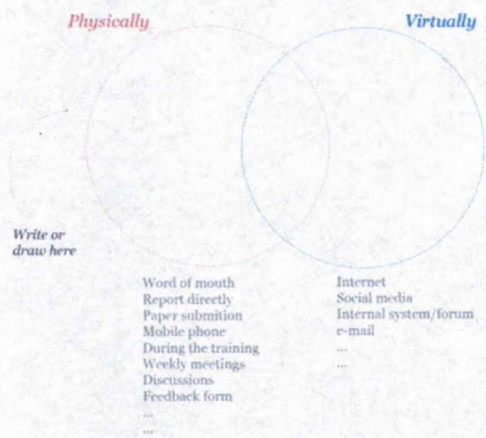 Physically
Virtually
Write or
draw here
Word of mouth
Report directly
Paper submition
Mobile phone
During the training
Weekly meetings
Discussions
Feedback form
...
...
Internet
Social media
Internal system/forum
e-mail
...
...